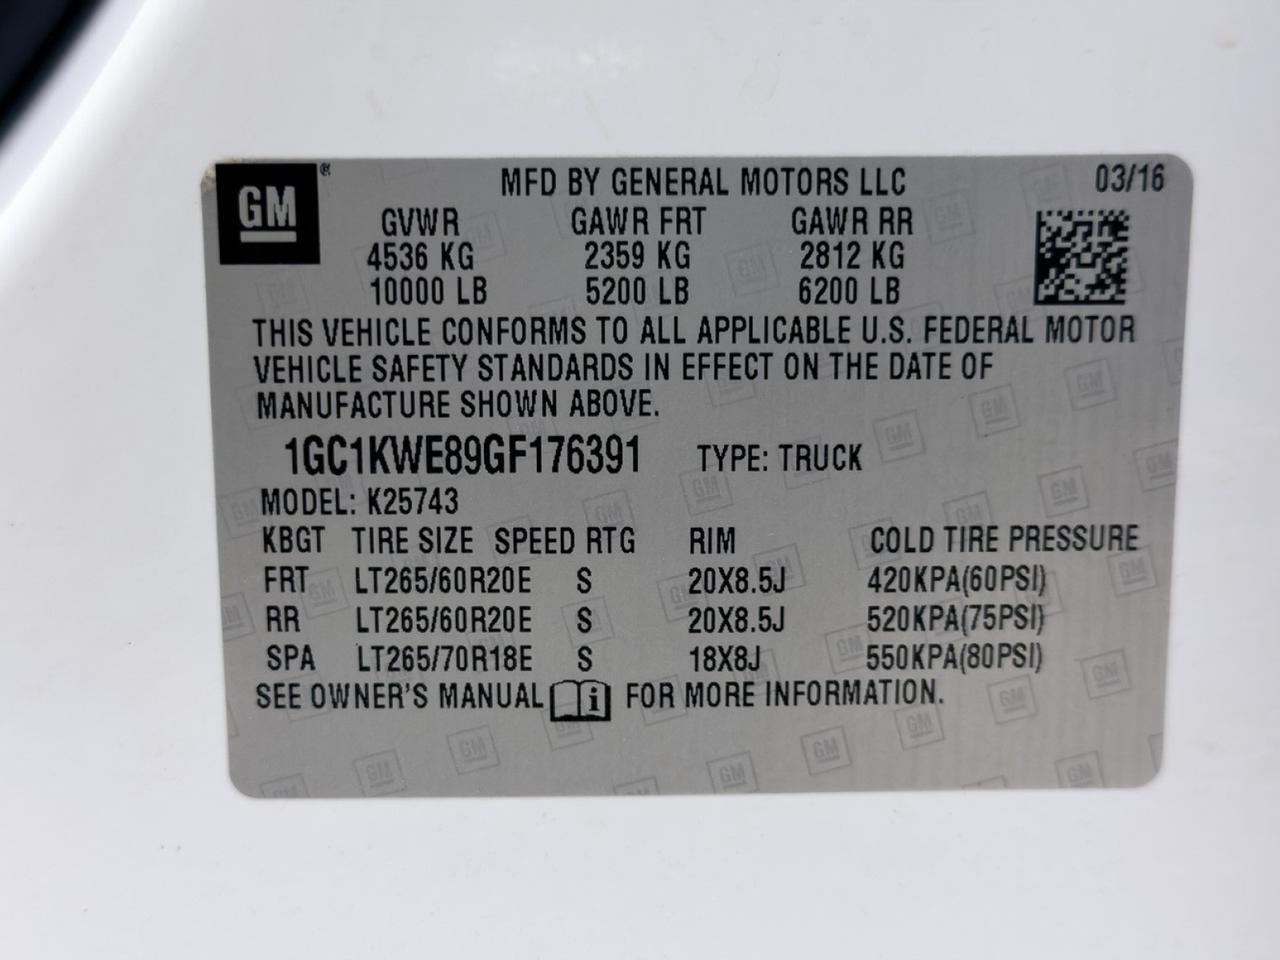 GM ® MFD BY GENERAL MOTORS LLC 03/16
GVWR GAWR FRT GAWR RR
4536 KG 2359 KG 2812 KG
10000 LB 5200 LB 6200 LB
THIS VEHICLE CONFORMS TO ALL APPLICABLE U.S. FEDERAL MOTOR
VEHICLE SAFETY STANDARDS IN EFFECT ON THE DATE OF
MANUFACTURE SHOWN ABOVE.
1GC1KWE89GF176391 TYPE: TRUCK
MODEL: K25743
KBGT TIRE SIZE SPEED RTG RIM COLD TIRE PRESSURE
FRT LT265/60R20E S 20X8.5J 420KPA(60PSI)
RR LT265/60R20E S 20X8.5J 520KPA(75PSI)
SPA LT265/70R18E S 18X8J 550KPA(80PSI)
SEE OWNER'S MANUAL i FOR MORE INFORMATION.